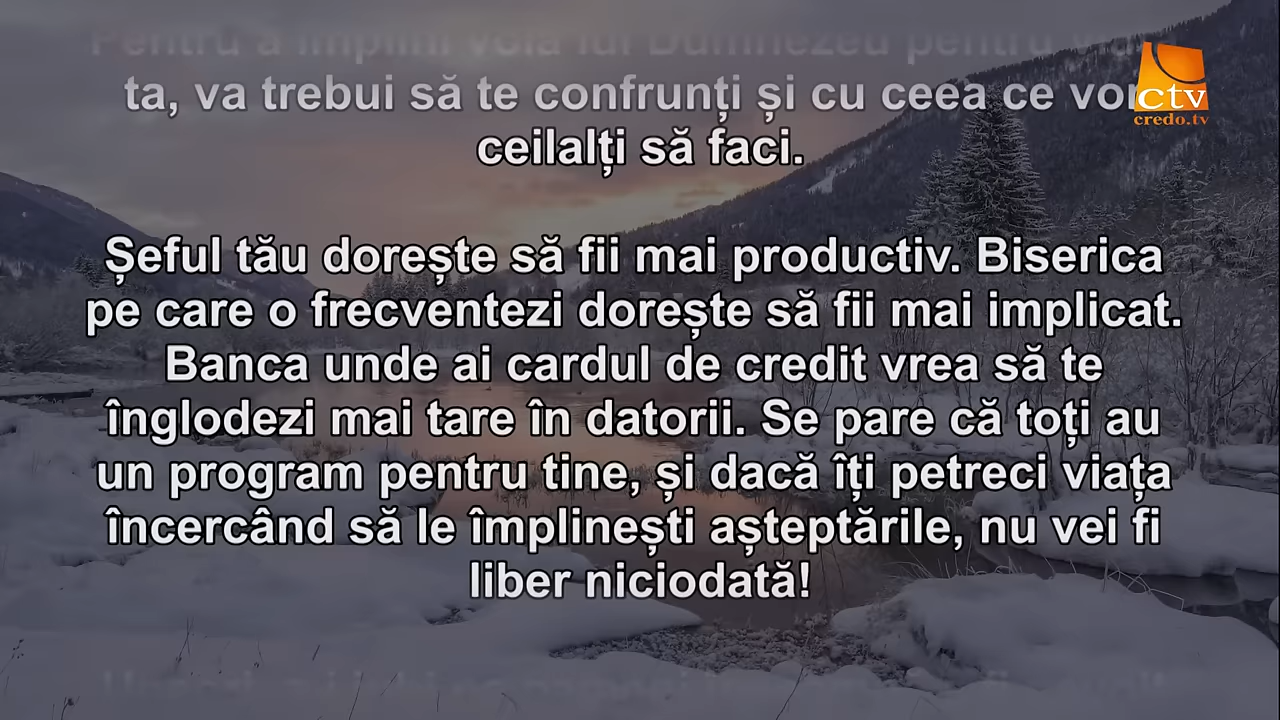 Pentru a împlini voia lui Dumnezeu pentru
ta, va trebui să te confrunți și cu ceea ce vor
ceilalți să faci.
Șeful tău dorește să fii mai productiv. Biserica
pe care o frecventezi dorește să fii mai implicat.
Banca unde ai cardul de credit vrea să te
înglodezi mai tare în datorii. Se pare că toți au
un program pentru tine, și dacă îți petreci viața
încercând să le împlinești așteptările, nu vei fi
liber niciodată!
ctv
credo.tv